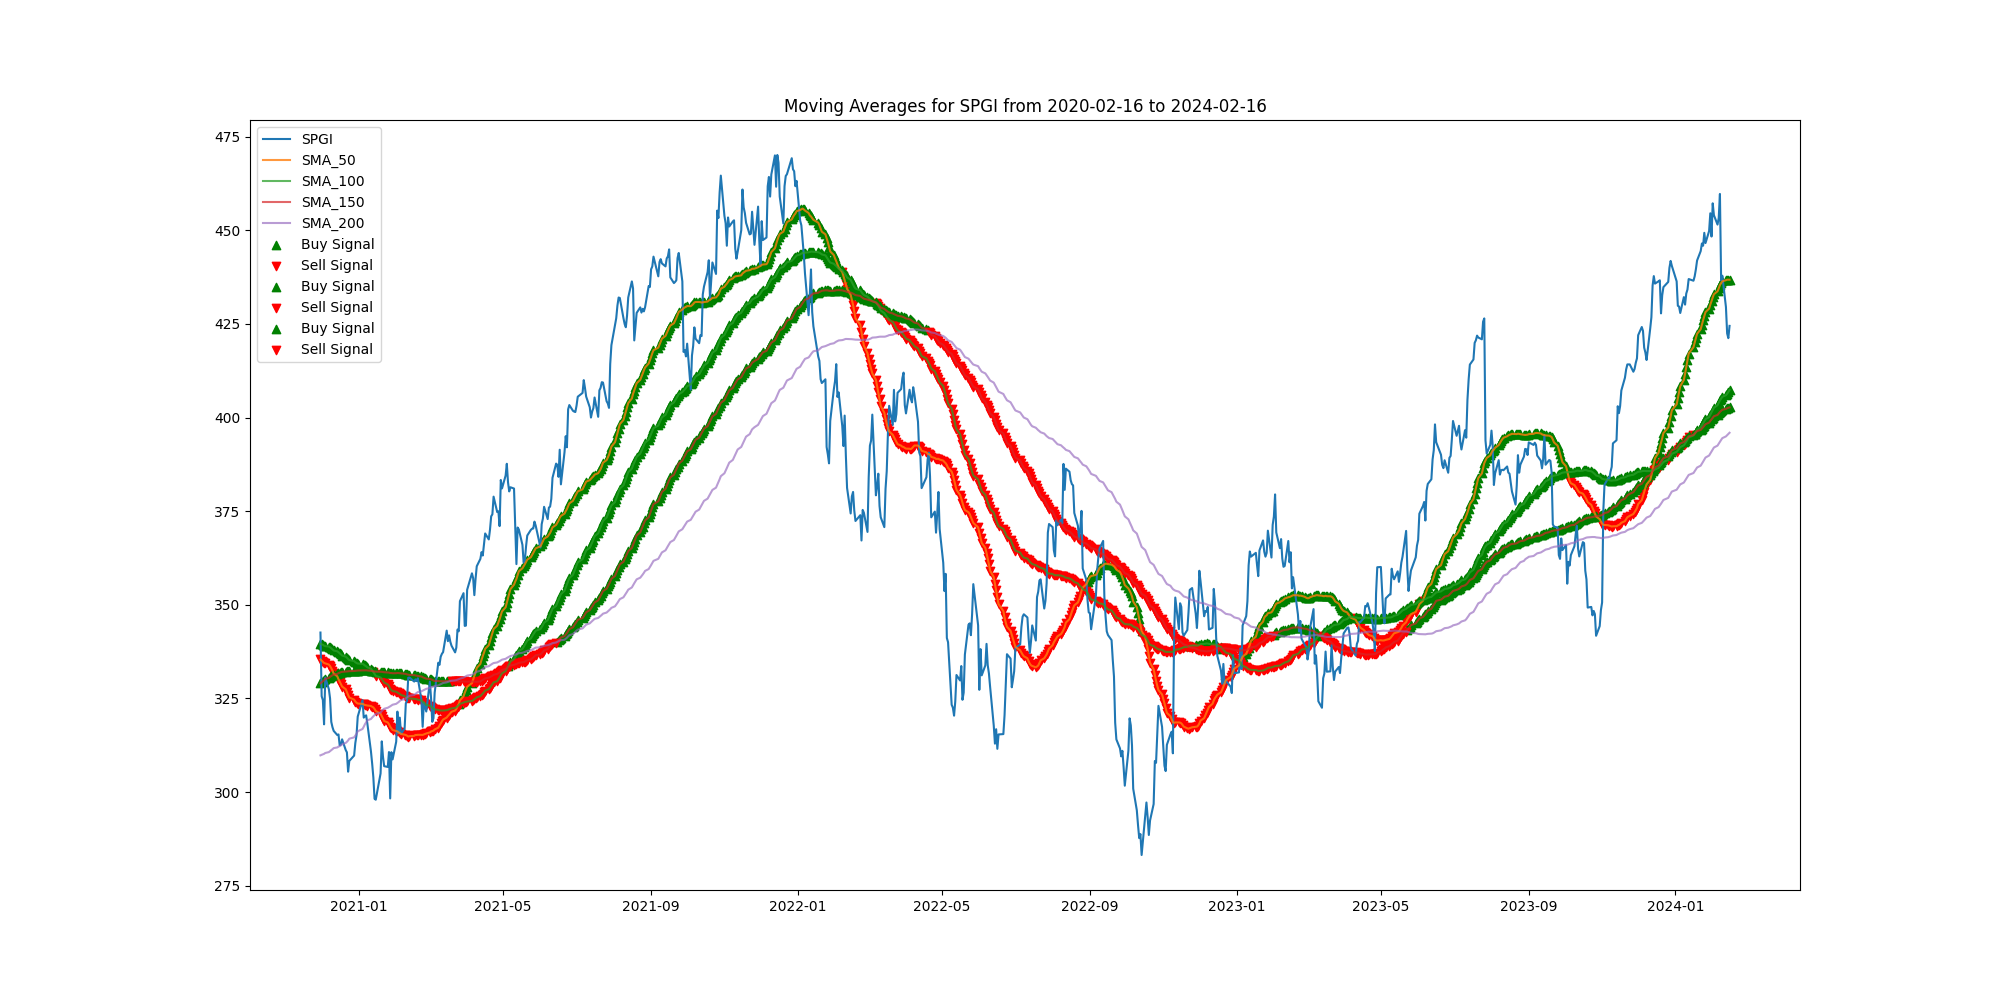 Moving Averages for SPGI from 2020-02-16 to 2024-02-16
475
450
425
400
375
350
325
300
275
SPGI
SMA_50
SMA_100
SMA_150
SMA_200
Buy Signal
Sell Signal
Buy Signal
Sell Signal
Buy Signal
Sell Signal
2021-01 2021-05 2021-09 2022-01 2022-05 2022-09 2023-01 2023-05 2023-09 2024-01